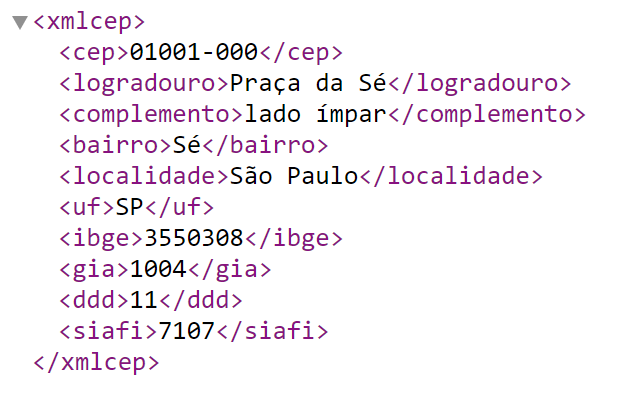 <xmlcep>
<cep>01001-000</cep>
<logradouro>Praça da Sé</logradouro>
<complemento>lado ímpar</complemento>
<bairro>Sé</bairro>
<localidade>São Paulo</localidade>
<uf>SP</uf>
<ibge>3550308</ibge>
<gia>1004</gia>
<ddd>11</ddd>
<siafi>7107</siafi>
</xmlcep>